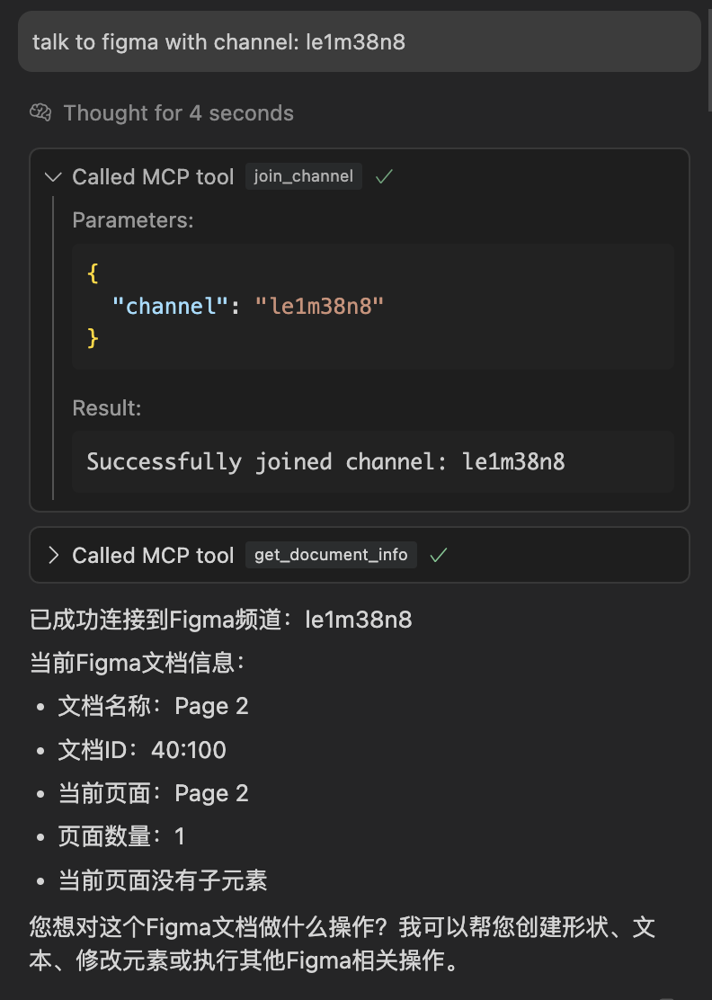 talk to figma with channel: le1m38n8
Thought for 4 seconds
Called MCP tool join_channel
Parameters:
{
"channel": "le1m38n8"
}
Result:
Successfully joined channel: le1m38n8
Called MCP tool get_document_info
已成功连接到Figma频道：le1m38n8
当前Figma文档信息：
• 文档名称：Page 2
• 文档ID：40:100
• 当前页面：Page 2
• 页面数量：1
• 当前页面没有子元素
您想对这个Figma文档做什么操作？我可以帮您创建形状、文
本、修改元素或执行其他Figma相关操作。